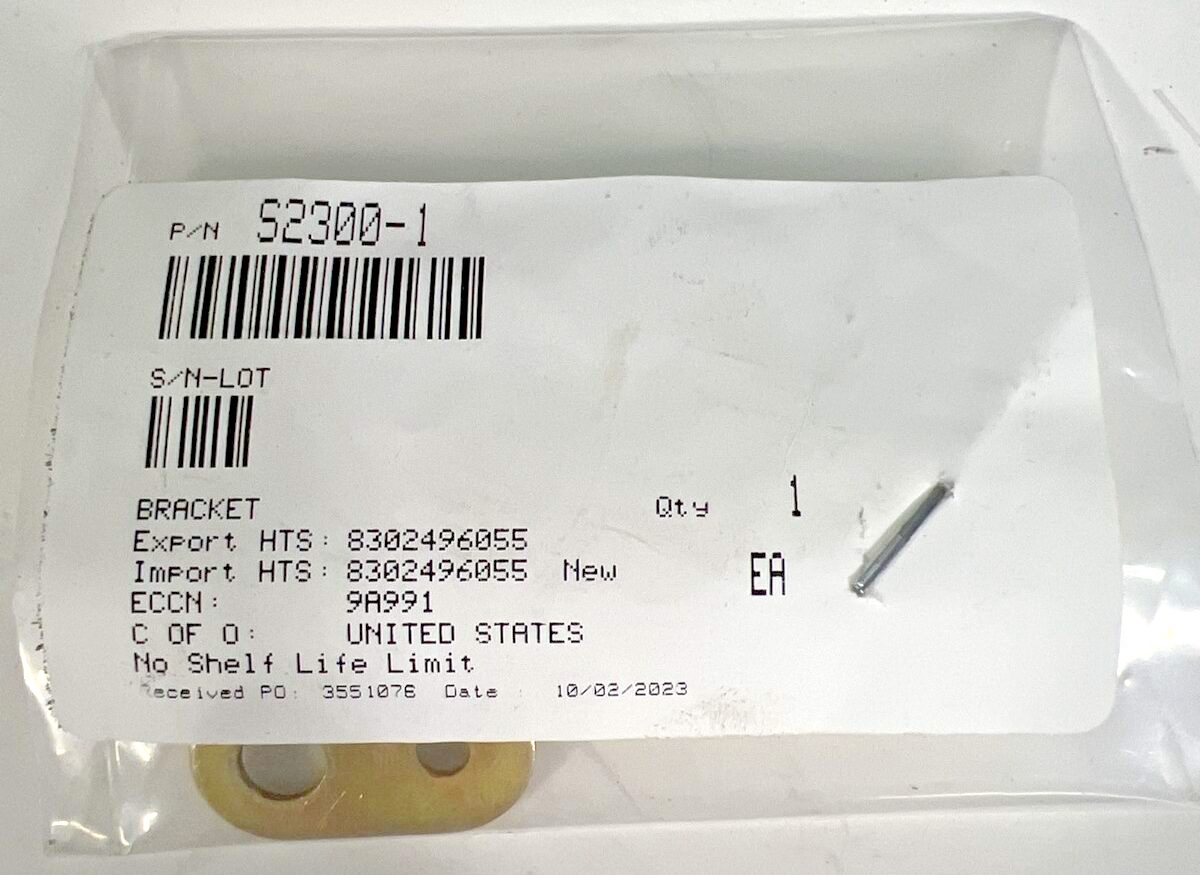 P/N S2300-1
S/N-LOT
BRACKET
Qty 1
Export HTS: 8302496055
Import HTS: 8302496055 New
EA
ECCN: 9A991
C OF O: UNITED STATES
No Shelf Life Limit
Received PO: 3551076 Date : 10/02/2023